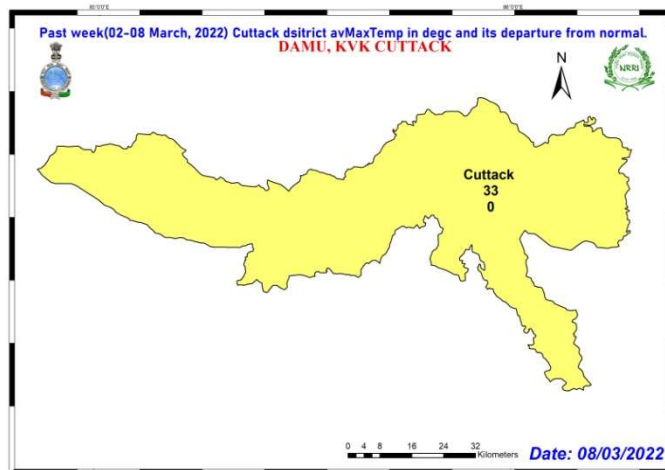 Past week(02-08 March, 2022) Cuttack dsitrict avMaxTemp in degc and its departure from normal.
DAMU, KVK CUTTACK
N
NRRI
Cuttack
33
0
0 4 8 16 24 32
Kilometers
Date: 08/03/2022